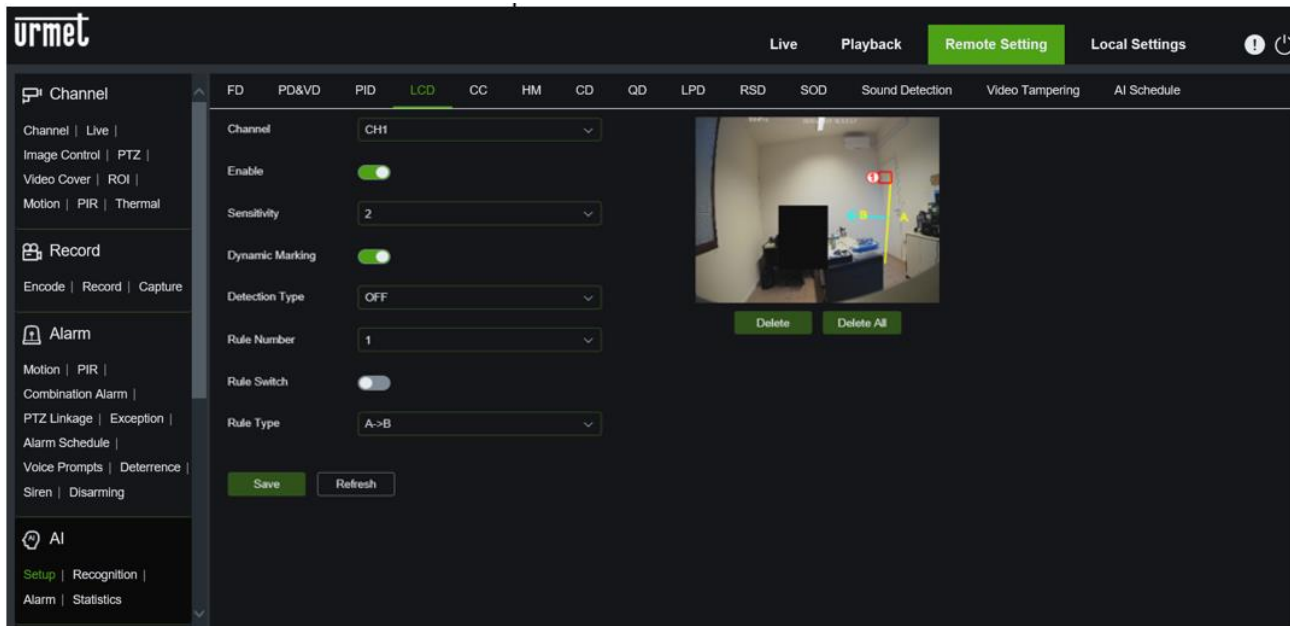 urmet
Live Playback Remote Setting Local Settings
Channel
Channel | Live |
Image Control | PTZ |
Video Cover | ROI |
Motion | PIR | Thermal
Record
Encode | Record | Capture
Alarm
Motion | PIR |
Combination Alarm |
PTZ Linkage | Exception |
Alarm Schedule |
Voice Prompts | Deterrence |
Siren | Disarming
AI
Setup | Recognition |
Alarm | Statistics
FD PD&VD PID LCD CC HM CD QD LPD RSD SOD Sound Detection Video Tampering AI Schedule
Channel CH1
Enable
Sensitivity 2
Dynamic Marking
Detection Type OFF
Rule Number 1
Rule Switch
Rule Type A->B
Save Refresh
1
B A
Delete Delete All